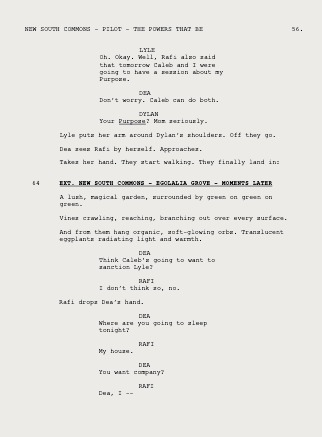 NEW SOUTH COMMONS - PILOT - THE POWERS THAT BE 56.
LYLE
Oh. Okay. Well, Rafi also said
that tomorrow Caleb and I were
going to have a session about my
Purpose.
DEA
Don't worry. Caleb can do both.
DYLAN
Your Purpose? Mom seriously.
Lyle puts her arm around Dylan's shoulders. Off they go.
Dea sees Rafi by herself. Approaches.
Takes her hand. They start walking. They finally land in:
64 EXT. NEW SOUTH COMMONS - EGOLALIA GROVE - MOMENTS LATER
A lush, magical garden, surrounded by green on green on
green.
Vines crawling, reaching, branching out over every surface.
And from them hang organic, soft-glowing orbs. Translucent
eggplants radiating light and warmth.
DEA
Think Caleb's going to want to
sanction Lyle?
RAFI
I don't think so, no.
Rafi drops Dea's hand.
DEA
Where are you going to sleep
tonight?
RAFI
My house.
DEA
You want company?
RAFI
Dea, I --